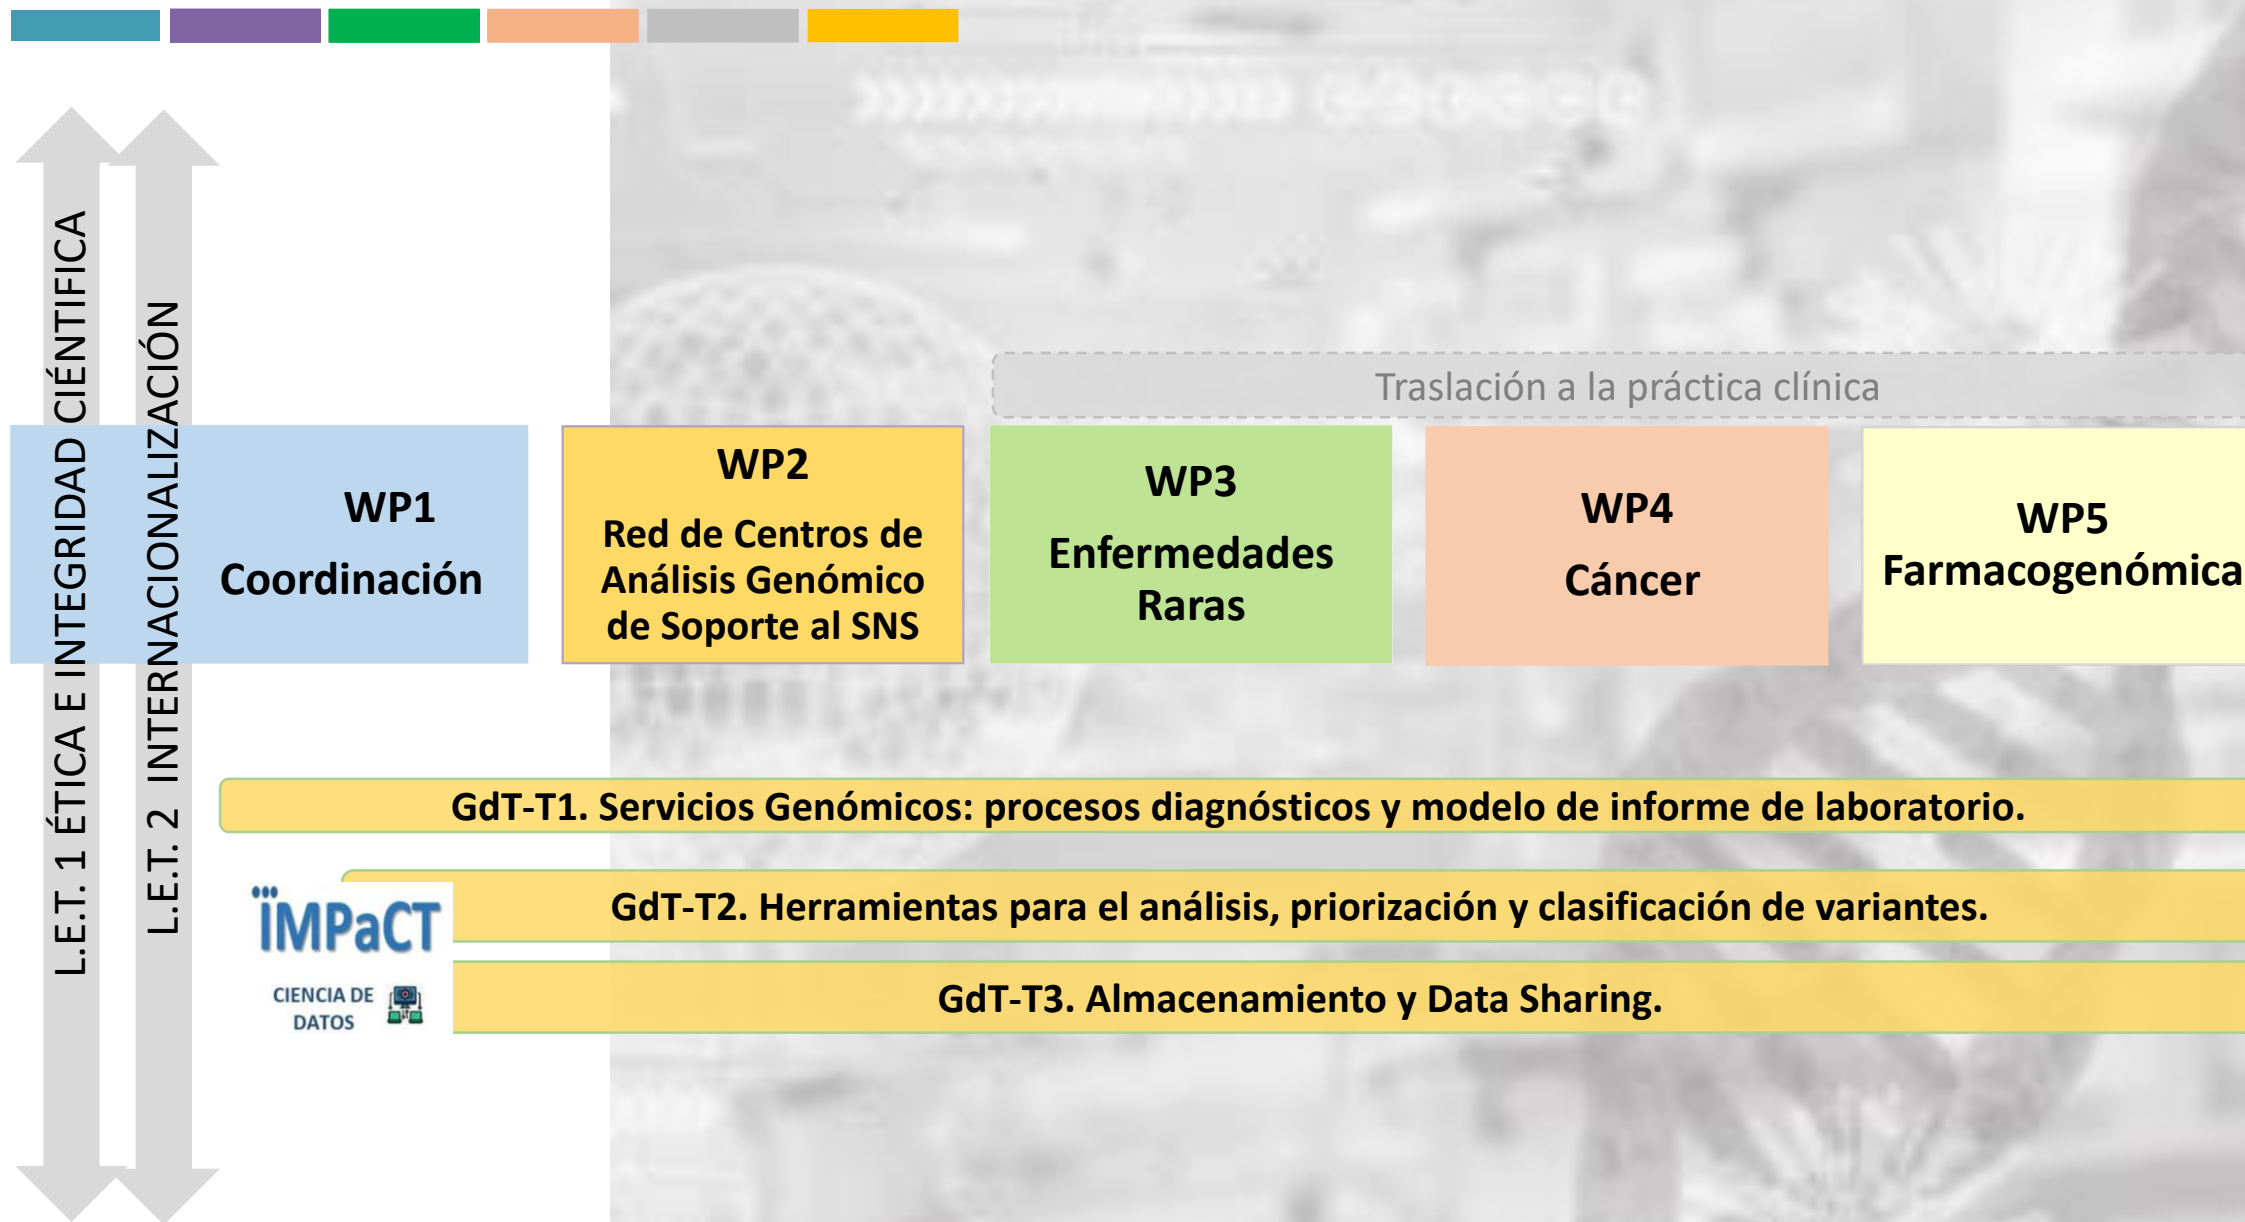 L.E.T. 1 ÉTICA E INTEGRIDAD CIÉNTIFICA
L.E.T. 2 INTERNACIONALIZACIÓN
Traslación a la práctica clínica
WP1
Coordinación
WP2
Red de Centros de
Análisis Genómico
de Soporte al SNS
WP3
Enfermedades
Raras
WP4
Cáncer
WP5
Farmacogenómica
GdT-T1. Servicios Genómicos: procesos diagnósticos y modelo de informe de laboratorio.
GdT-T2. Herramientas para el análisis, priorización y clasificación de variantes.
IMPaCT
CIENCIA DE
DATOS
GdT-T3. Almacenamiento y Data Sharing.